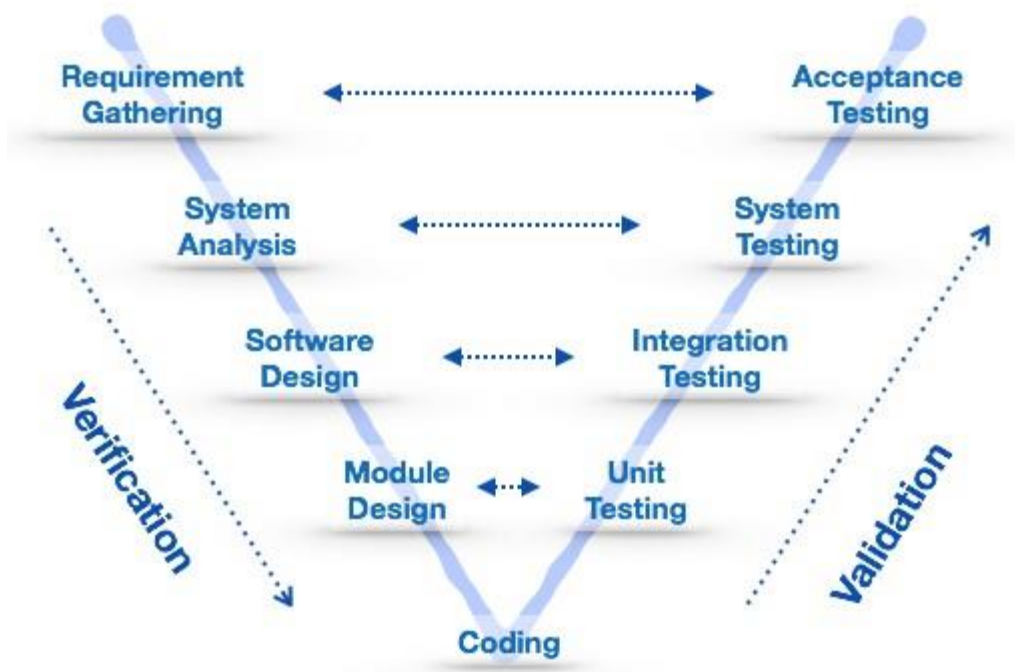 Requirement
Gathering
Acceptance
Testing
System
Analysis
System
Testing
Software
Design
Integration
Testing
Module
Design
Unit
Testing
Verification
Validation
Coding